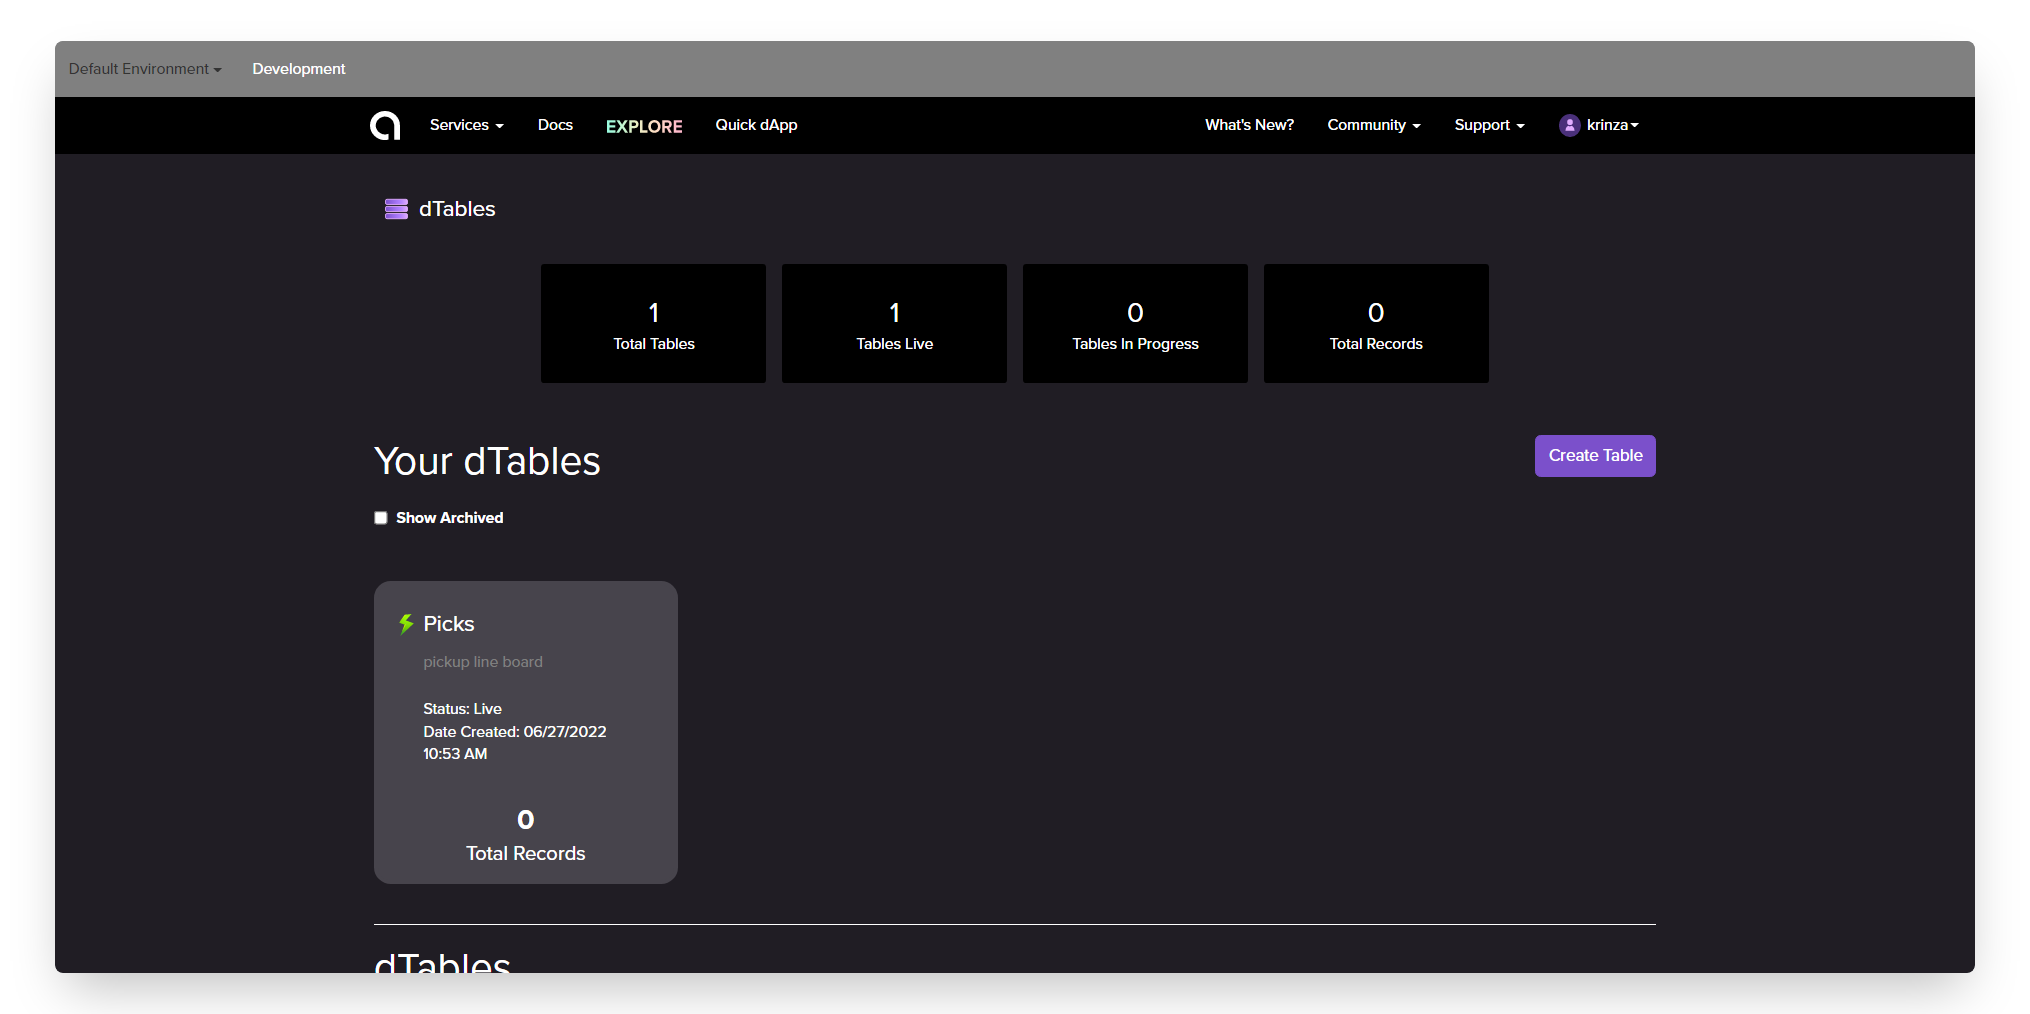 Default Environment Development
Services Docs EXPLORE Quick dApp What's New? Community Support krinza
dTables
1 1 0 0
Total Tables Tables Live Tables In Progress Total Records
Your dTables Create Table
Show Archived
Picks
pickup line board
Status: Live
Date Created: 06/27/2022
10:53 AM
0
Total Records
dTables